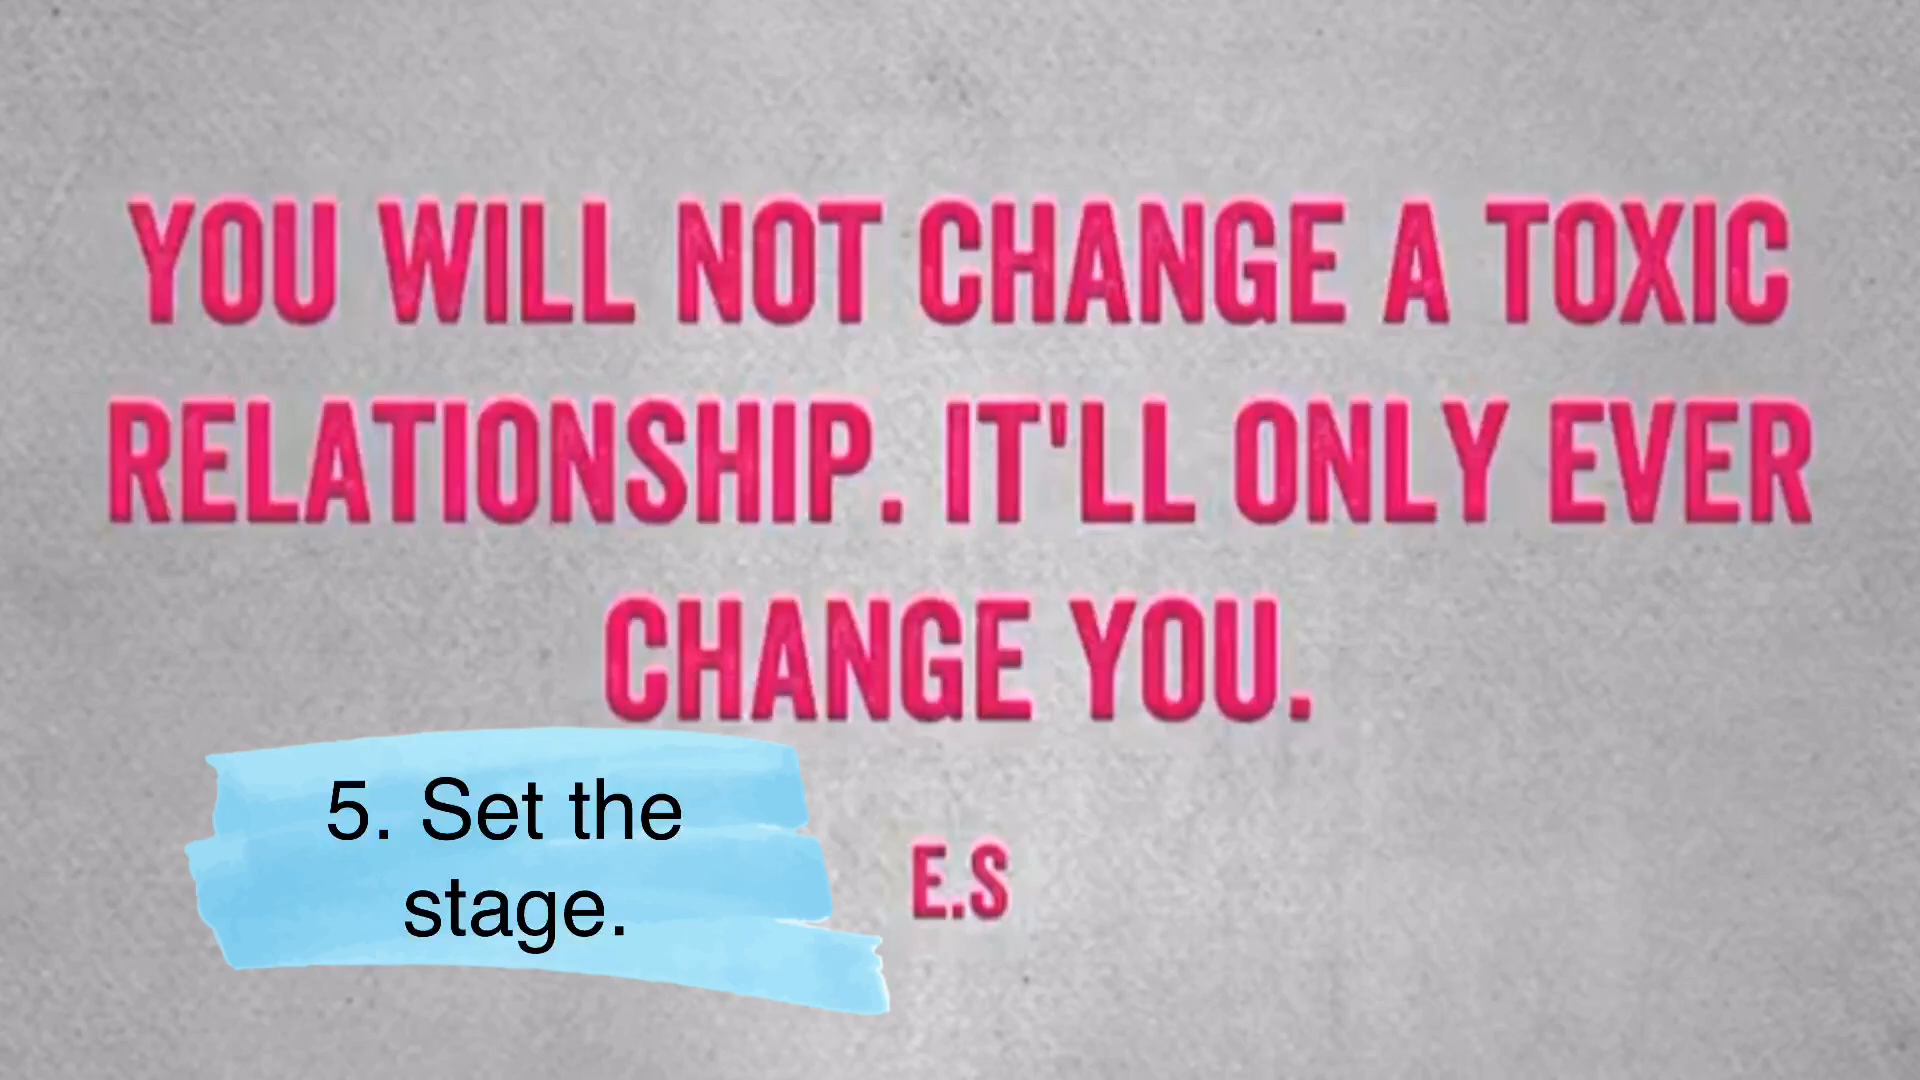 YOU WILL NOT CHANGE A TOXIC
RELATIONSHIP. IT'LL ONLY EVER
CHANGE YOU.
5. Set the
stage.
E.S